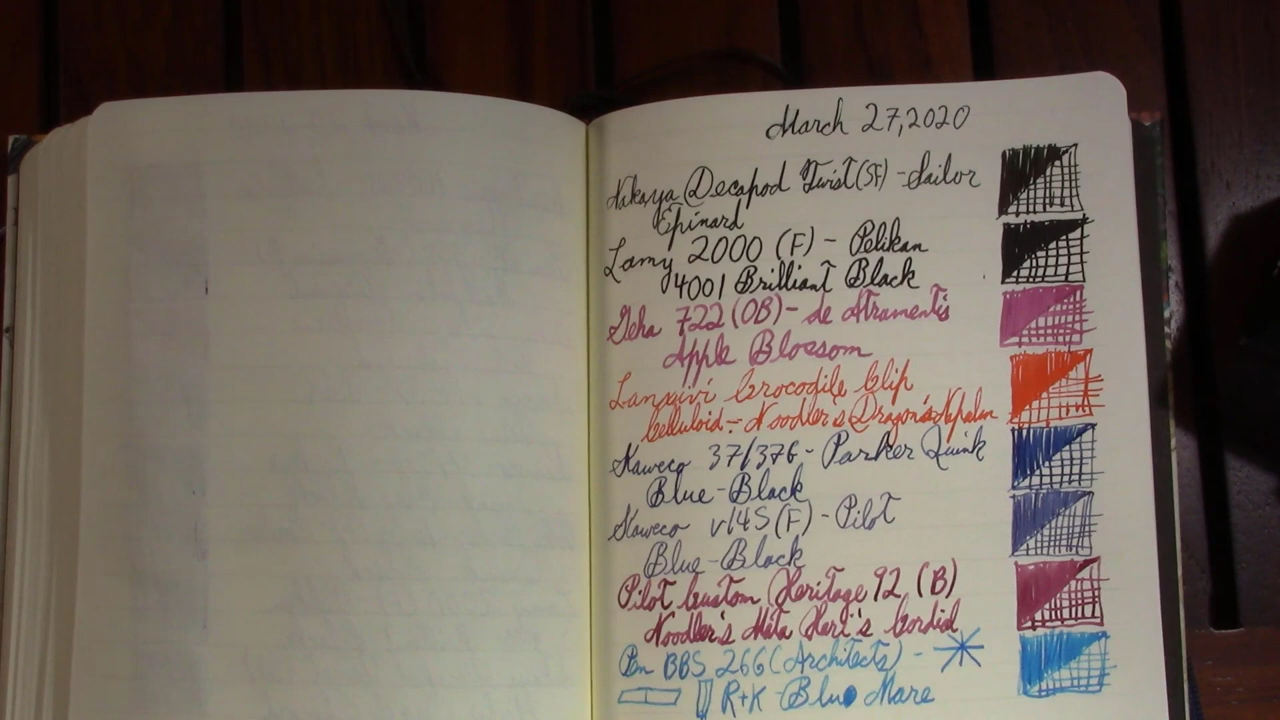 March 27, 2020
Nakaya Decapod Twist (SF) - Sailor
Epinard
Lamy 2000 (F) - Pelikan
4001 Brilliant Black
Geha 722 (OB) - de Atramentis
Apple Blossom
Crocodile Clip
Celluloid - Noodler's Dragon's Napalm
Kaweco 37/376 - Parker Quink
Blue-Black
Kaweco V14S (F) - Pilot
Blue-Black
Pilot Custom Heritage 92 (B)
Noodler's Mata Hari's Cordial
Pen BBS 266 (Architects) -
R+K - Blu Mare